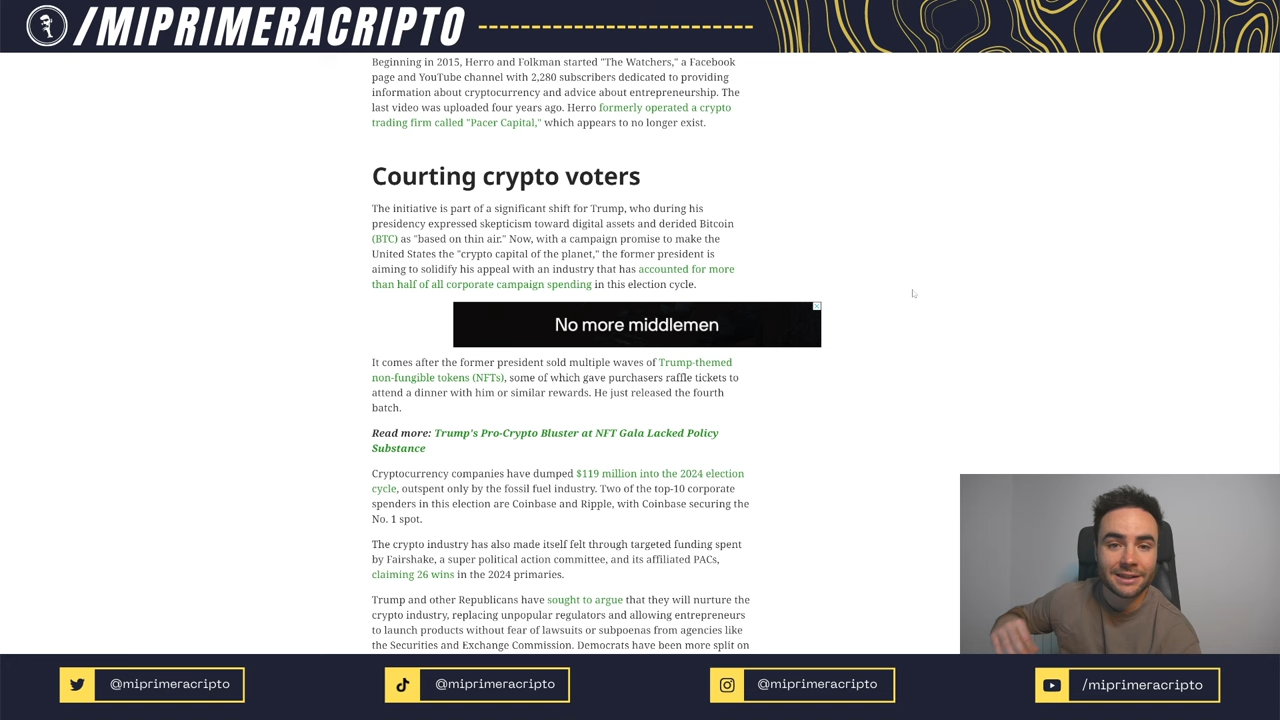 /MIPRIMERACRIPTO
Beginning in 2015, Herro and Folkman started "The Watchers," a Facebook
page and YouTube channel with 2,280 subscribers dedicated to providing
information about cryptocurrency and advice about entrepreneurship. The
last video was uploaded four years ago. Herro formerly operated a crypto
trading firm called "Pacer Capital," which appears to no longer exist.
Courting crypto voters
The initiative is part of a significant shift for Trump, who during his
presidency expressed skepticism toward digital assets and derided Bitcoin
(BTC) as "based on thin air." Now, with a campaign promise to make the
United States the "crypto capital of the planet," the former president is
aiming to solidify his appeal with an industry that has accounted for more
than half of all corporate campaign spending in this election cycle.
No more middlemen
It comes after the former president sold multiple waves of Trump-themed
non-fungible tokens (NFTs), some of which gave purchasers raffle tickets to
attend a dinner with him or similar rewards. He just released the fourth
batch.
Read more: Trump's Pro-Crypto Bluster at NFT Gala Lacked Policy
Substance
Cryptocurrency companies have dumped $119 million into the 2024 election
cycle, outspent only by the fossil fuel industry. Two of the top-10 corporate
spenders in this election are Coinbase and Ripple, with Coinbase securing the
No. 1 spot.
The crypto industry has also made itself felt through targeted funding spent
by Fairshake, a super political action committee, and its affiliated PACs,
claiming 26 wins in the 2024 primaries.
Trump and other Republicans have sought to argue that they will nurture the
crypto industry, replacing unpopular regulators and allowing entrepreneurs
to launch products without fear of lawsuits or subpoenas from agencies like
the Securities and Exchange Commission. Democrats have been more split on
@miprimeracripto
@miprimeracripto
@miprimeracripto
/miprimeracripto